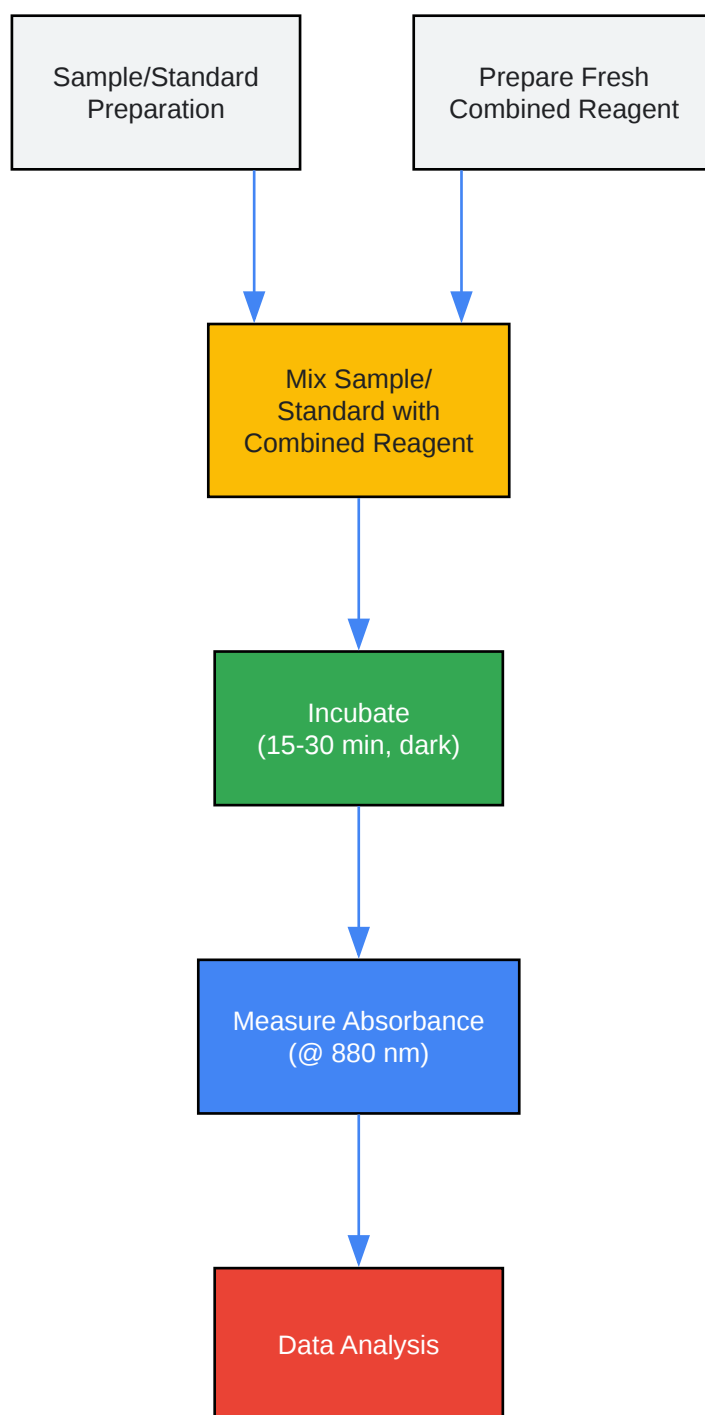 Sample/Standard
Preparation
Prepare Fresh
Combined Reagent
Mix Sample/
Standard with
Combined Reagent
Incubate
(15-30 min, dark)
Measure Absorbance
(@ 880 nm)
Data Analysis